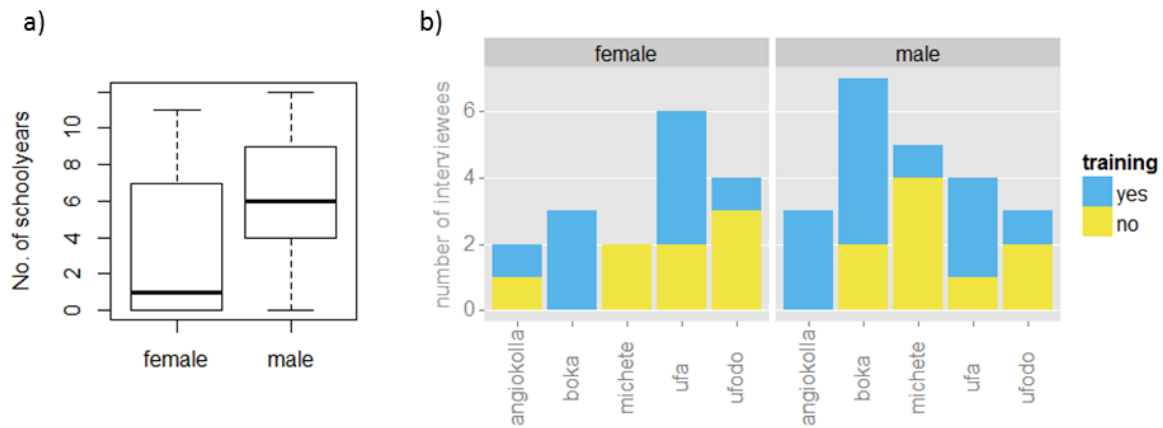 a)
No. of schoolyears
0 2 4 6 8 10
female male
b)
female male
number of interviewees
0 2 4 6
angiokolla boka michete ufa ufodo angiokolla boka michete ufa ufodo
training
yes
no